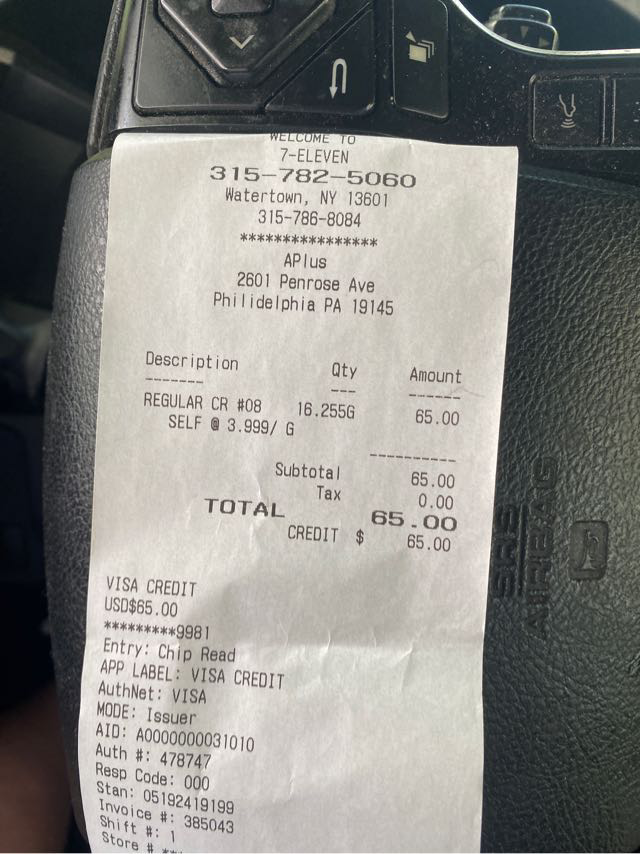 WELCOME TO
7-ELEVEN
315-782-5060
Watertown, NY 13601
315-786-8084
****************
APlus
2601 Penrose Ave
Philidelphia PA 19145
Description Qty Amount
------- --- ------
REGULAR CR #08 16.255G 65.00
SELF @ 3.999/ G
----------
Subtotal 65.00
Tax 0.00
TOTAL 65.00
CREDIT $ 65.00
VISA CREDIT
USD$65.00
*********9981
Entry: Chip Read
APP LABEL: VISA CREDIT
AuthNet: VISA
MODE: Issuer
AID: A0000000031010
Auth #: 478747
Resp Code: 000
Stan: 05192419199
Invoice #: 385043
Shift #: 1
Store #
SRS
AIRBAG